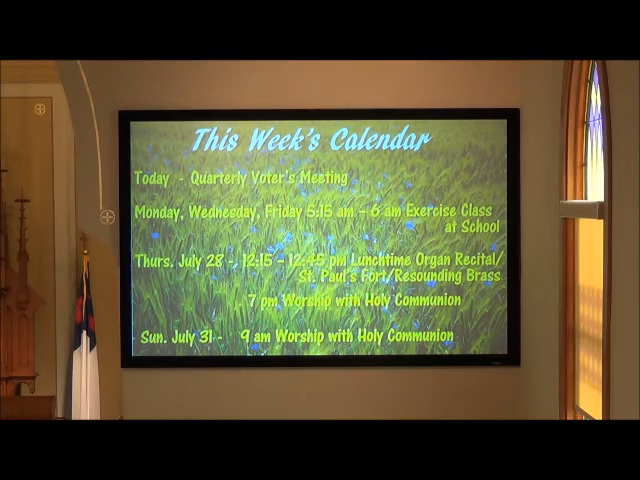 This Week's Calendar
Today - Quarterly Voter's Meeting
Monday, Wednesday, Friday 5:15 am - 6 am Exercise Class
at School
Thurs. July 28 - 12:15 - 12:45 pm Lunchtime Organ Recital/
St. Paul's Fort/Resounding Brass
7 pm Worship with Holy Communion
Sun. July 31 - 9 am Worship with Holy Communion